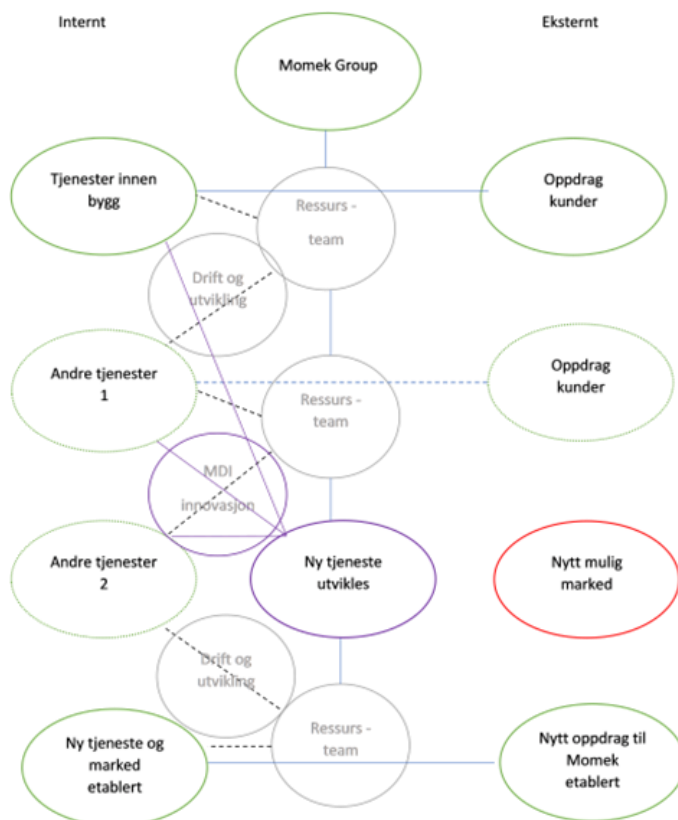 Internt
Eksternt
Momek Group
Tjenester innen
bygg
Ressurs -
team
Oppdrag
kunder
Drift og
utvikling
Andre tjenester
1
Ressurs -
team
Oppdrag
kunder
MDI
innovasjon
Andre tjenester
2
Ny tjeneste
utvikles
Nytt mulig
marked
Drift og
utvikling
Ny tjeneste og
marked
etablert
Ressurs -
team
Nytt oppdrag til
Momek
etablert